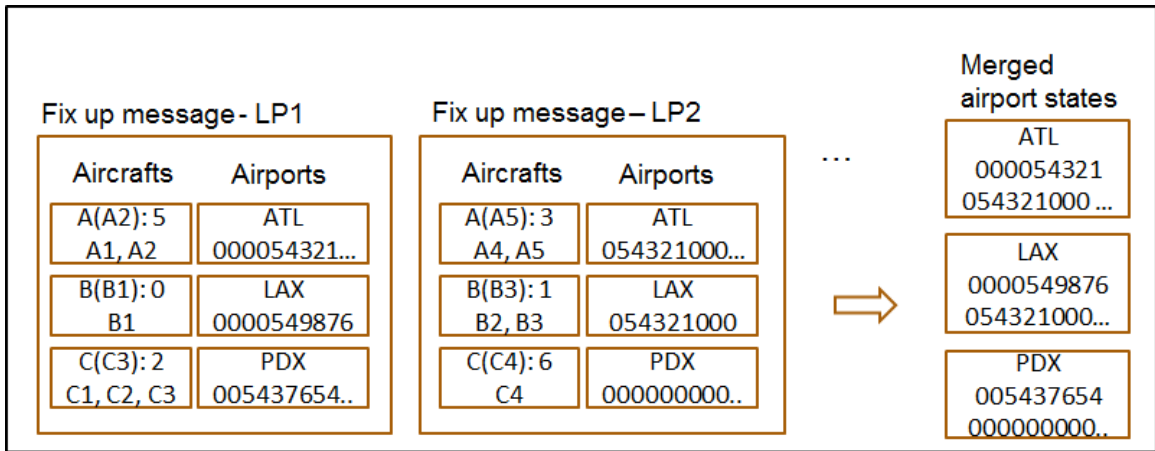 Fix up message - LP1
Aircrafts
Airports
A(A2): 5
A1, A2
ATL
000054321...
B(B1): 0
B1
LAX
0000549876
C(C3): 2
C1, C2, C3
PDX
005437654..
Fix up message – LP2
Aircrafts
Airports
A(A5): 3
A4, A5
ATL
054321000...
B(B3): 1
B2, B3
LAX
054321000
C(C4): 6
C4
PDX
000000000..
...
Merged
airport states
ATL
000054321
054321000 ...
LAX
0000549876
054321000...
PDX
005437654
000000000..